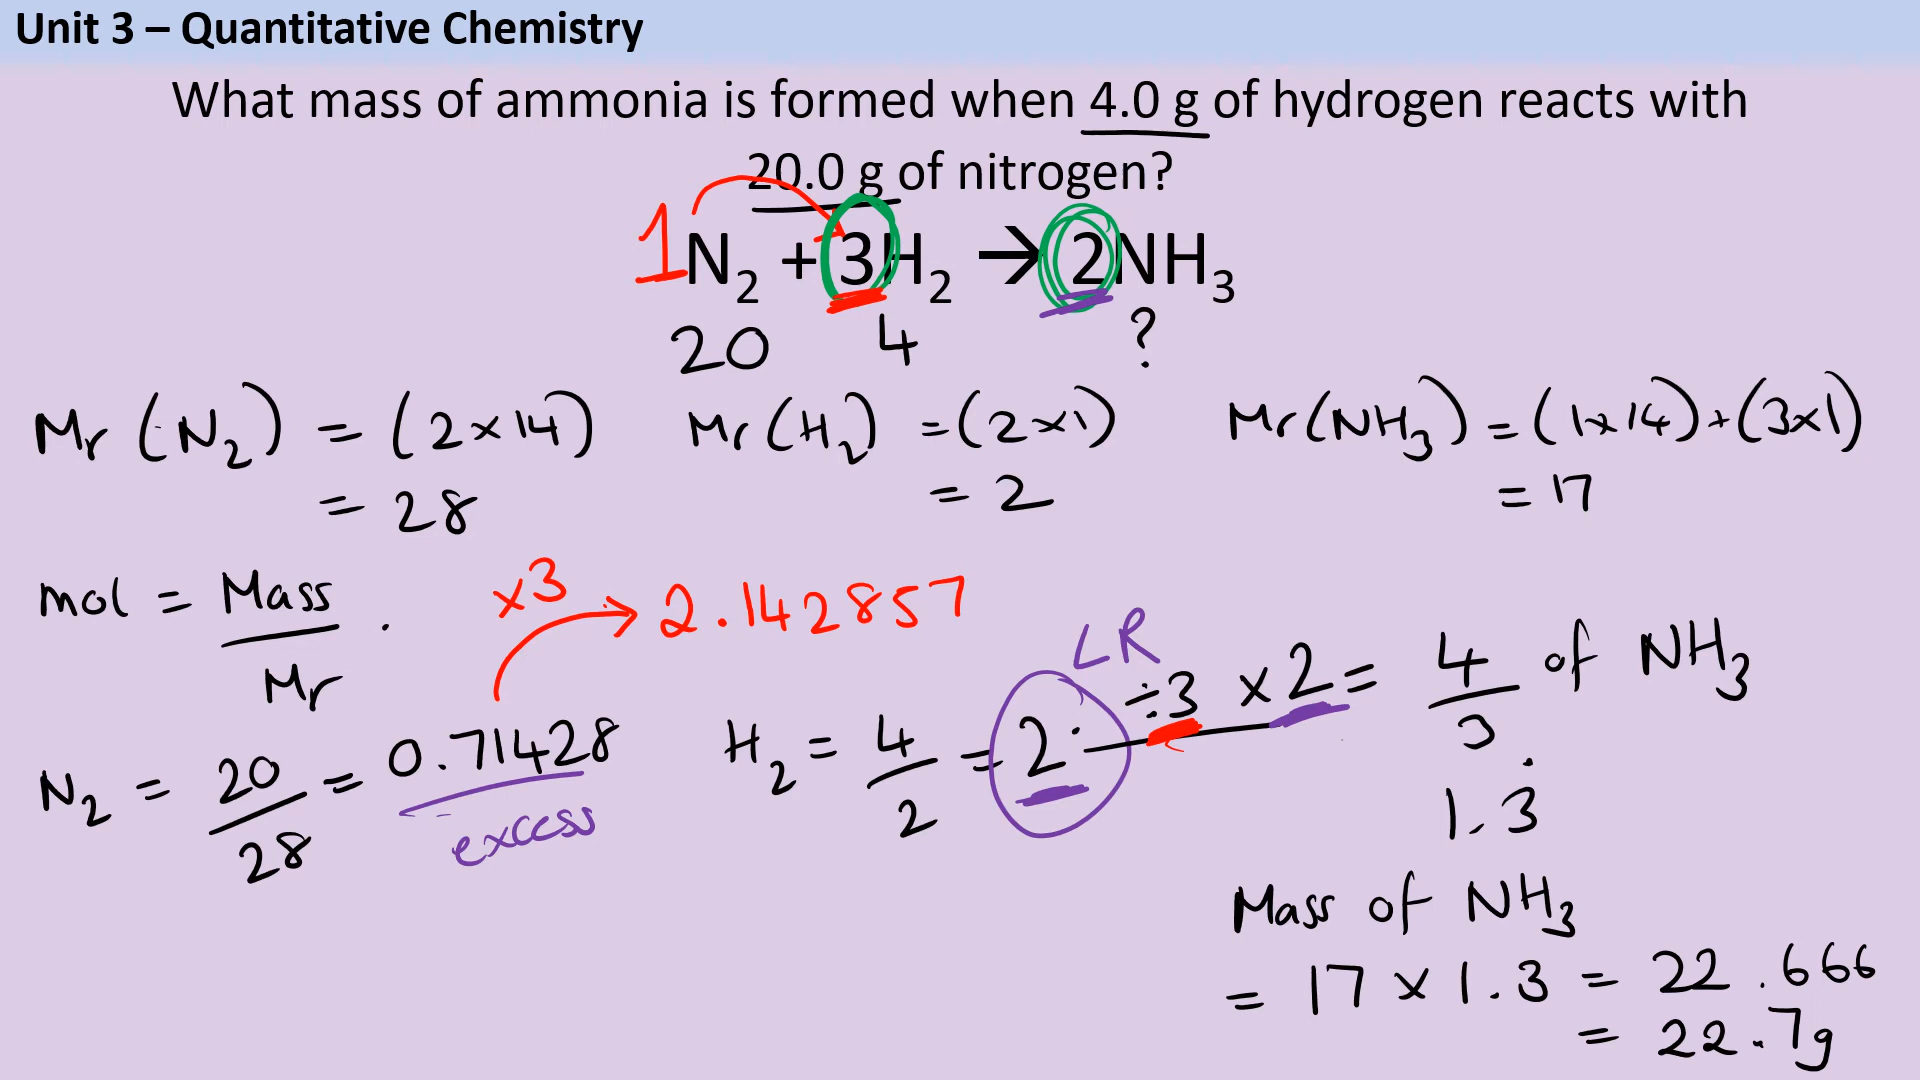 Unit 3 – Quantitative Chemistry
What mass of ammonia is formed when 4.0 g of hydrogen reacts with
20.0 g of nitrogen?
1N₂ + 3H₂ → 2NH₃
20 4 ?
Mr (N₂) = (2 x 14) Mr (H₂) = (2 x 1) Mr (NH₃) = (1 x 14) + (3 x 1)
= 28 = 2 = 17
mol = Mass / Mr .
x3 → 2.142857
LR
N₂ = 20/28 = 0.71428 H₂ = 4/2 = 2 . ÷3 x 2 = 4/3 of NH₃
excess
1.3̇
Mass of NH₃
= 17 x 1.3 = 22.666
= 22.7g